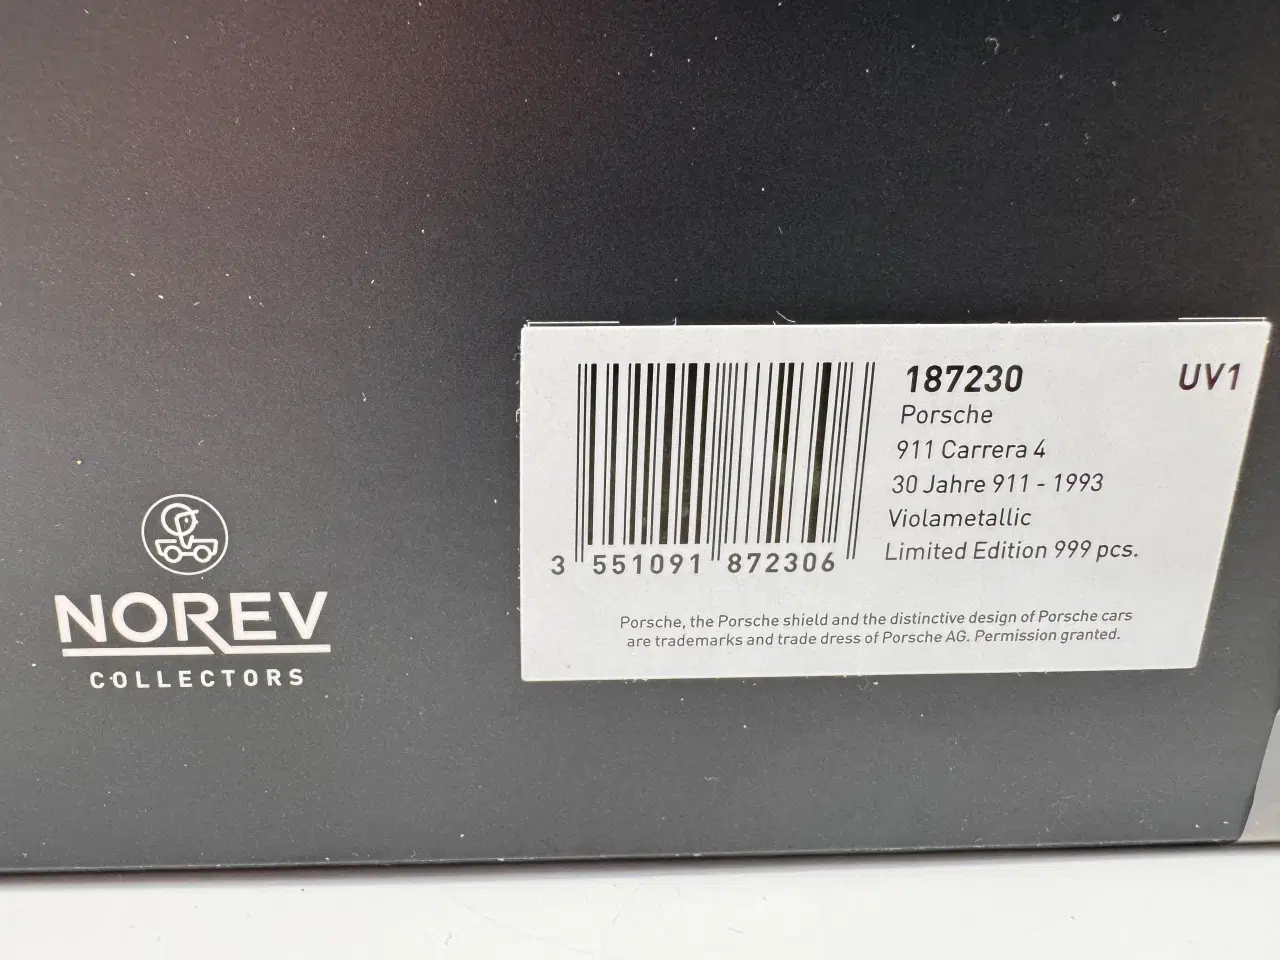 NOREV
COLLECTORS
187230 UV1
Porsche
911 Carrera 4
30 Jahre 911 - 1993
Violametallic
Limited Edition 999 pcs.
3 551091 872306
Porsche, the Porsche shield and the distinctive design of Porsche cars
are trademarks and trade dress of Porsche AG. Permission granted.